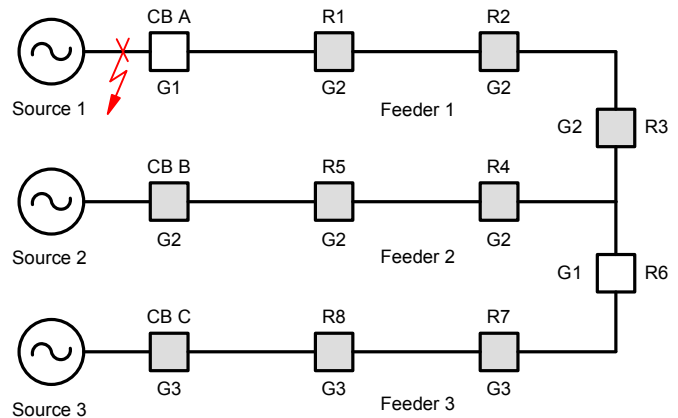 CB A R1 R2
Source 1 G1 G2 Feeder 1 G2
G2 R3
CB B R5 R4
Source 2 G2 G2 Feeder 2 G2
G1 R6
CB C R8 R7
Source 3 G3 G3 Feeder 3 G3